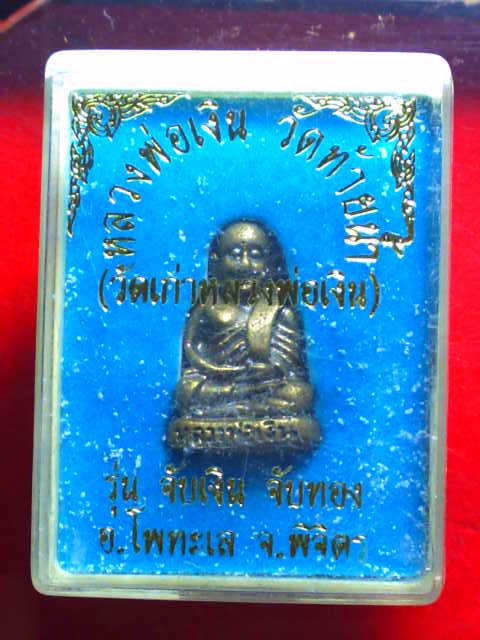 หลวงพ่อเงิน วัดท้ายน้ำ
(วัดเก่าหลวงพ่อเงิน)
หลวงพ่อเงิน
รุ่น จับเงิน จับทอง
อ.โพทะเล จ.พิจิตร